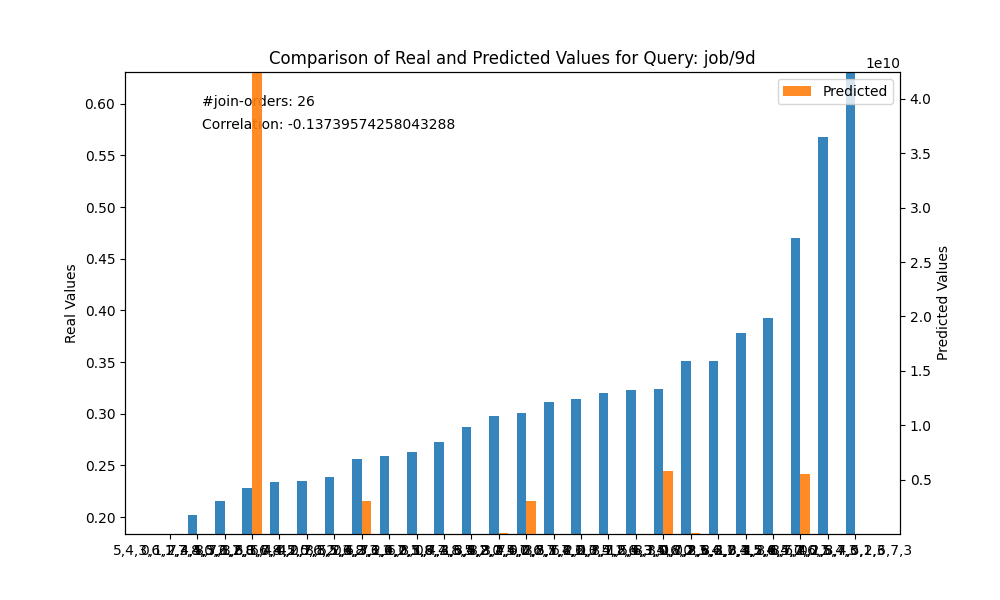 Comparison of Real and Predicted Values for Query: job/9d
1e10
#join-orders: 26
Correlation: -0.13739574258043288
Predicted
0.60
0.55
0.50
0.45
0.40
0.35
0.30
0.25
0.20
Real Values
4.0
3.5
3.0
2.5
2.0
1.5
1.0
0.5
Predicted Values